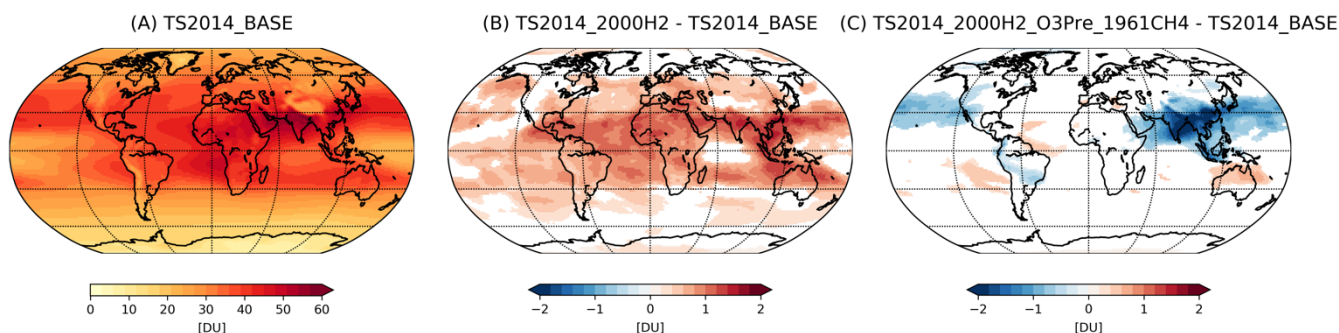 (A) TS2014_BASE
(B) TS2014_2000H2 - TS2014_BASE
(C) TS2014_2000H2_O3Pre_1961CH4 - TS2014_BASE
0 10 20 30 40 50 60
[DU]
−2 −1 0 1 2
[DU]
−2 −1 0 1 2
[DU]